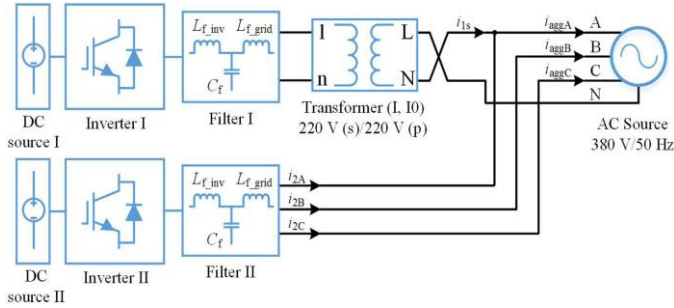 L_f_inv L_f_grid
C_f
l
n
L
N
i_1s
i_aggA A
i_aggB B
i_aggC C
N
DC
source I
Inverter I
Filter I
Transformer (I, I0)
220 V (s)/220 V (p)
AC Source
380 V/50 Hz
L_f_inv L_f_grid
C_f
i_2A
i_2B
i_2C
DC
source II
Inverter II
Filter II